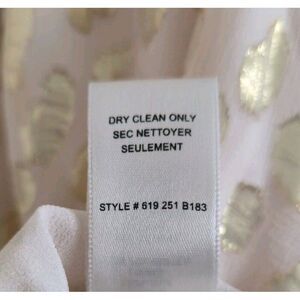 DRY CLEAN ONLY
SEC NETTOYER
SEULEMENT
STYLE # 619 251 B183